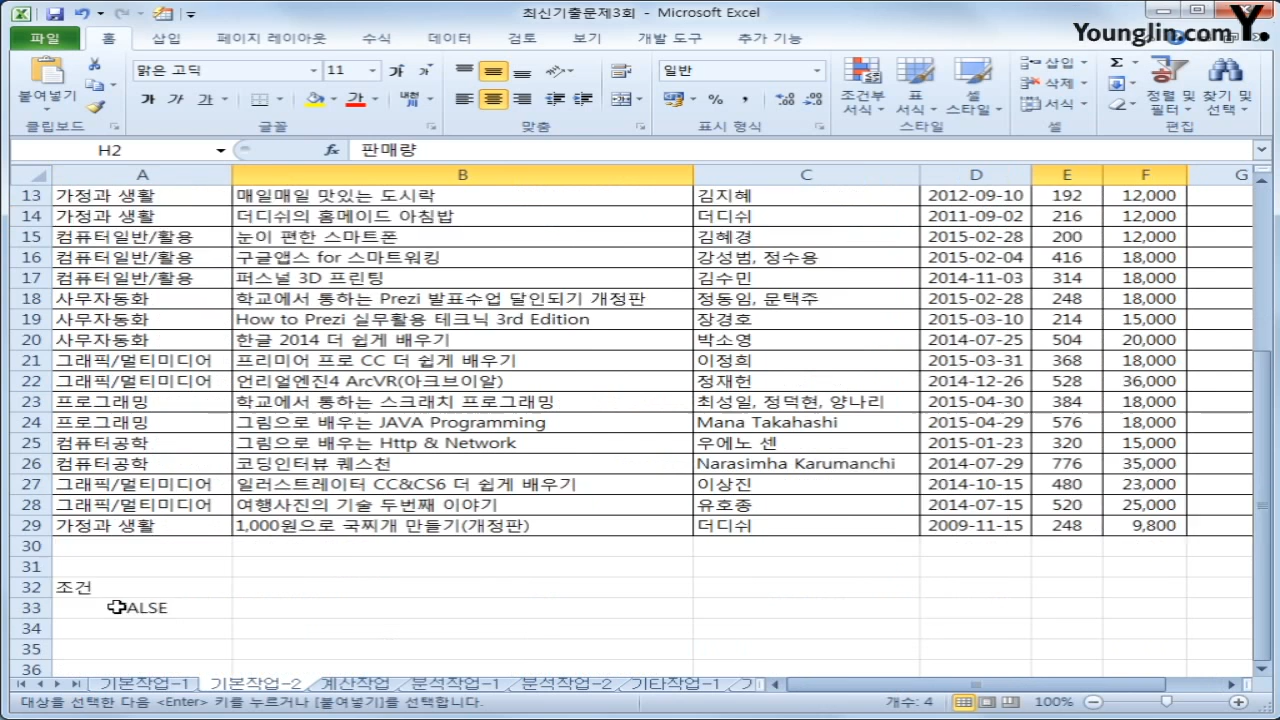 최신기출문제3회 - Microsoft Excel
Younglin.com Y.
파일 홈 삽입 페이지 레이아웃 수식 데이터 검토 보기 개발 도구 추가 기능
맑은 고딕 11 가 가 일반 삽입 Σ
붙여넣기 가 가 가 가 내천 % , 조건부 서식 표 서식 셀 스타일 삭제 서식 정렬 및 필터 찾기 및 선택
클립보드 글꼴 맞춤 표시 형식 스타일 셀 편집
H2 fx 판매량
A B C D E F G
13 가정과 생활 매일매일 맛있는 도시락 김지혜 2012-09-10 192 12,000
14 가정과 생활 더디쉬의 홈메이드 아침밥 더디쉬 2011-09-02 216 12,000
15 컴퓨터일반/활용 눈이 편한 스마트폰 김혜경 2015-02-28 200 12,000
16 컴퓨터일반/활용 구글앱스 for 스마트워킹 강성범, 정수용 2015-02-04 416 18,000
17 컴퓨터일반/활용 퍼스널 3D 프린팅 김수민 2014-11-03 314 18,000
18 사무자동화 학교에서 통하는 Prezi 발표수업 달인되기 개정판 정동임, 문택주 2015-02-28 248 18,000
19 사무자동화 How to Prezi 실무활용 테크닉 3rd Edition 장경호 2015-03-10 214 15,000
20 사무자동화 한글 2014 더 쉽게 배우기 박소영 2014-07-25 504 20,000
21 그래픽/멀티미디어 프리미어 프로 CC 더 쉽게 배우기 이정희 2015-03-31 368 18,000
22 그래픽/멀티미디어 언리얼엔진4 ArcVR(아크브이알) 정재헌 2014-12-26 528 36,000
23 프로그래밍 학교에서 통하는 스크래치 프로그래밍 최성일, 정덕현, 양나리 2015-04-30 384 18,000
24 프로그래밍 그림으로 배우는 JAVA Programming Mana Takahashi 2015-04-29 576 18,000
25 컴퓨터공학 그림으로 배우는 Http & Network 우에노 센 2015-01-23 320 15,000
26 컴퓨터공학 코딩인터뷰 퀘스천 Narasimha Karumanchi 2014-07-29 776 35,000
27 그래픽/멀티미디어 일러스트레이터 CC&CS6 더 쉽게 배우기 이상진 2014-10-15 480 23,000
28 그래픽/멀티미디어 여행사진의 기술 두번째 이야기 유호종 2014-07-15 520 25,000
29 가정과 생활 1,000원으로 국찌개 만들기(개정판) 더디쉬 2009-11-15 248 9,800
30
31
32 조건
33 ALSE
34
35
36
기본작업-1 기본작업-2 계산작업 분석작업-1 분석작업-2 기타작업-1 기
대상을 선택한 다음 <Enter> 키를 누르거나 [붙여넣기]를 선택합니다. 개수: 4 100%